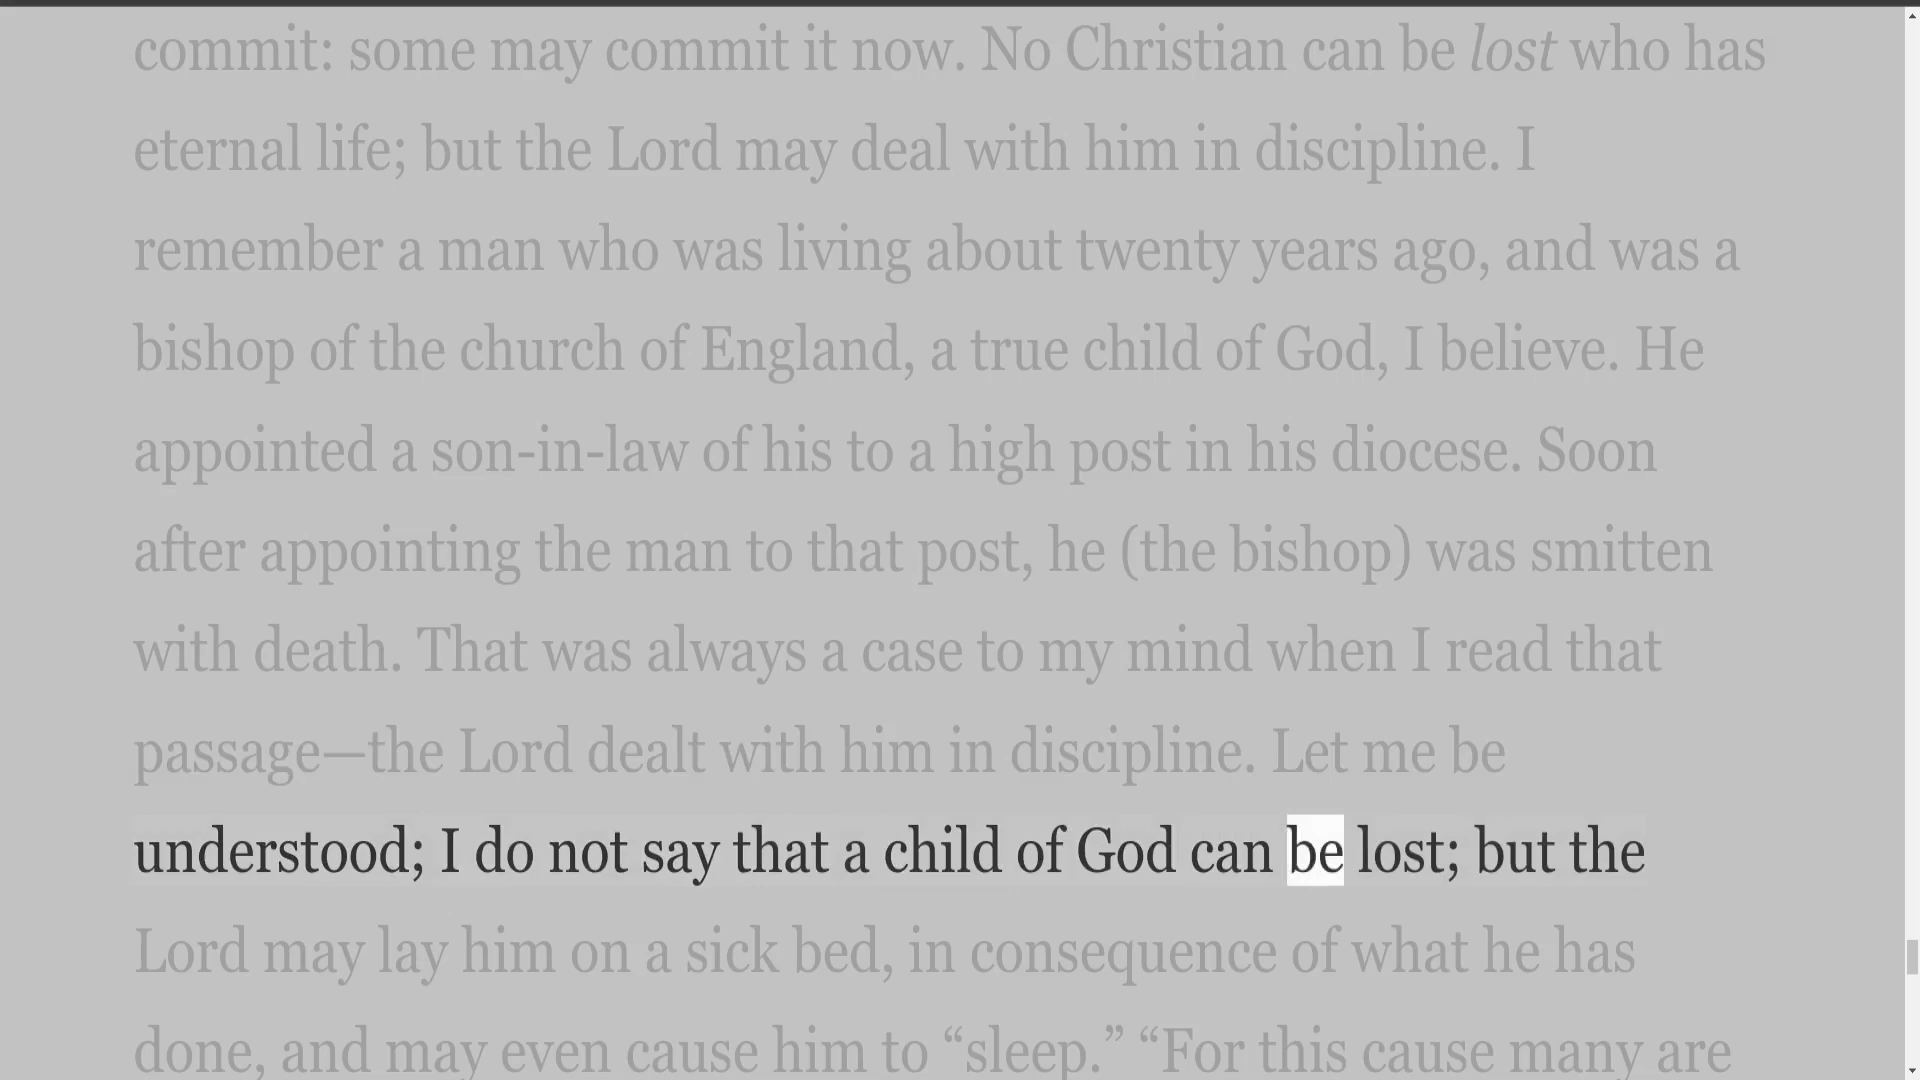 commit: some may commit it now. No Christian can be lost who has
eternal life; but the Lord may deal with him in discipline. I
remember a man who was living about twenty years ago, and was a
bishop of the church of England, a true child of God, I believe. He
appointed a son-in-law of his to a high post in his diocese. Soon
after appointing the man to that post, he (the bishop) was smitten
with death. That was always a case to my mind when I read that
passage—the Lord dealt with him in discipline. Let me be
understood; I do not say that a child of God can be lost; but the
Lord may lay him on a sick bed, in consequence of what he has
done, and may even cause him to “sleep.” “For this cause many are